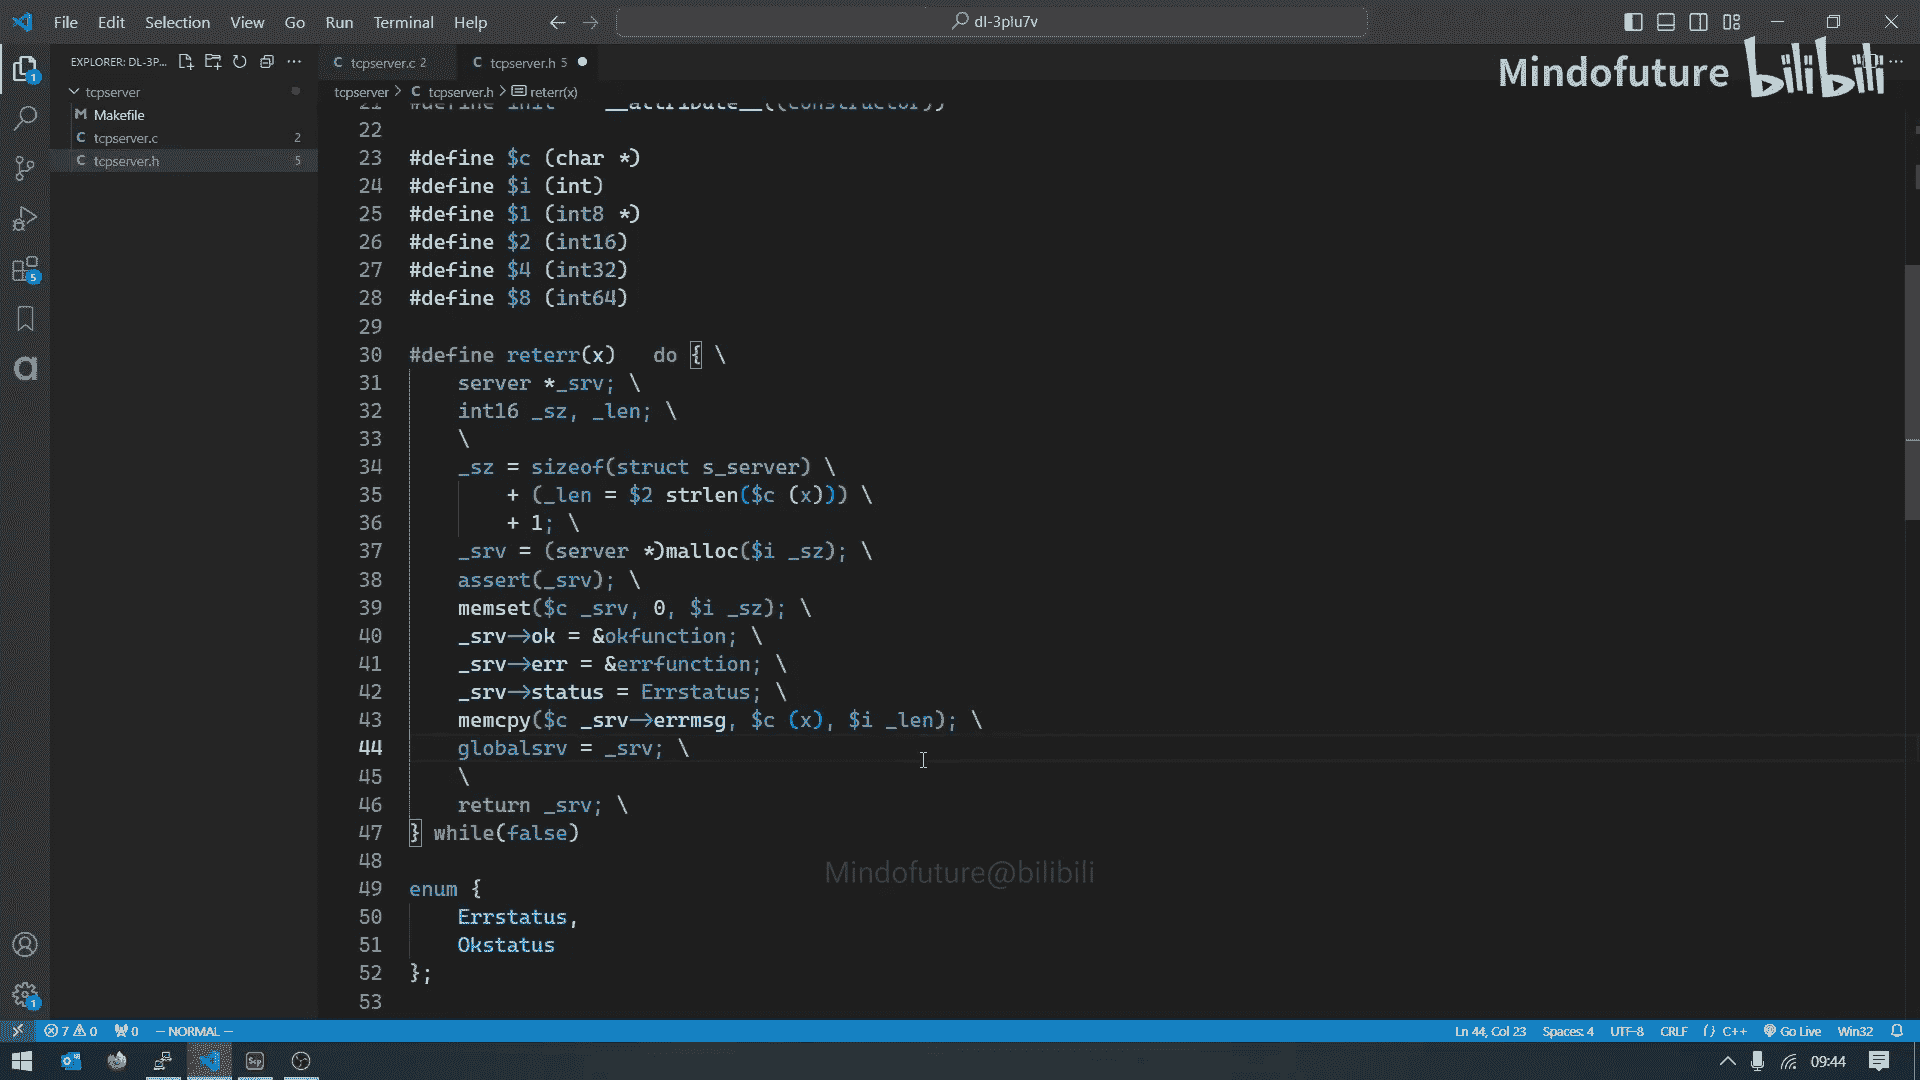 File Edit Selection View Go Run Terminal Help
dl-3plu7v
EXPLORER: DL-3P...
tcpserver.c 2
tcpserver.h 5
Mindofuture bilibili
tcpserver
Makefile
tcpserver.c 2
tcpserver.h 5
tcpserver > C tcpserver.h > reterr(x)
21 #define init __attribute__((constructor))
22
23 #define $c (char *)
24 #define $i (int)
25 #define $1 (int8 *)
26 #define $2 (int16)
27 #define $4 (int32)
28 #define $8 (int64)
29
30 #define reterr(x) do { \
31 server *_srv; \
32 int16 _sz, _len; \
33 \
34 _sz = sizeof(struct s_server) \
35 + (_len = $2 strlen($c (x))) \
36 + 1; \
37 _srv = (server *)malloc($i _sz); \
38 assert(_srv); \
39 memset($c _srv, 0, $i _sz); \
40 _srv->ok = &okfunction; \
41 _srv->err = &errfunction; \
42 _srv->status = Errstatus; \
43 memcpy($c _srv->errmsg, $c (x), $i _len); \
44 globalsrv = _srv; \
45 \
46 return _srv; \
47 } while(false)
48
49 enum {
50 Errstatus,
51 Okstatus
52 };
53
Mindofuture@bilibili
7 0 0 -- NORMAL --
Ln 44, Col 23 Spaces: 4 UTF-8 CRLF {} C++ Go Live Win32
09:44